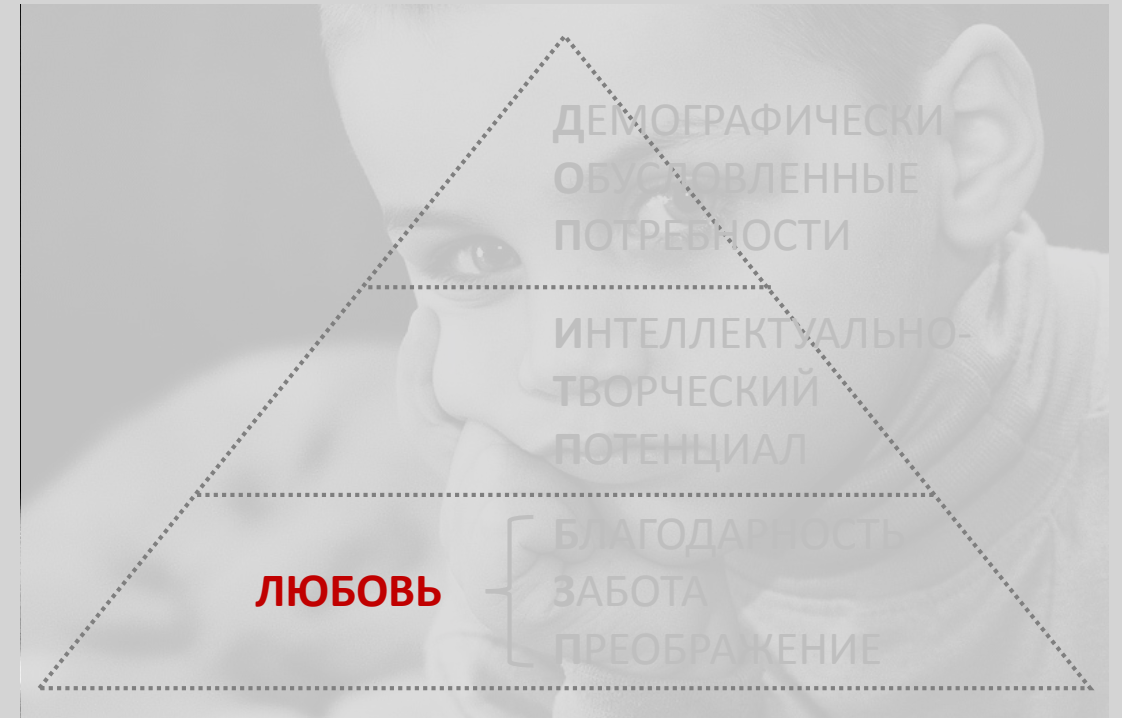 ДЕМОГРАФИЧЕСКИ
ОБУСЛОВЛЕННЫЕ
ПОТРЕБНОСТИ
ИНТЕЛЛЕКТУАЛЬНО-
ТВОРЧЕСКИЙ
ПОТЕНЦИАЛ
БЛАГОДАРНОСТЬ
ЛЮБОВЬ
ЗАБОТА
ПРЕОБРАЖЕНИЕ